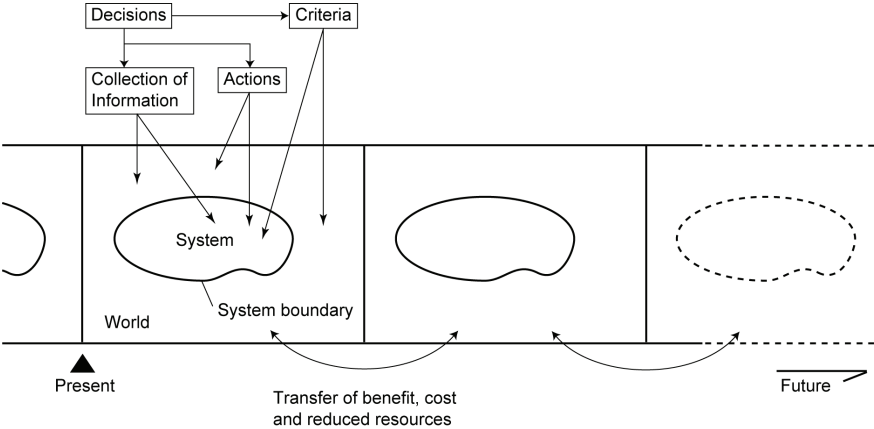 Decisions
Criteria
Collection of
Information
Actions
System
System boundary
World
Present
Transfer of benefit, cost
and reduced resources
Future